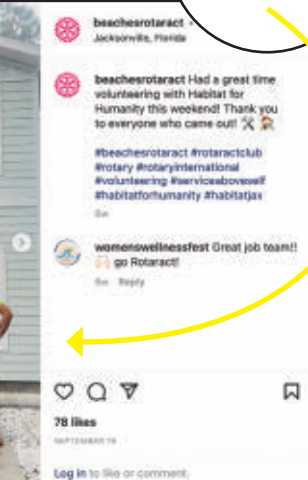 beachesrotaract •
Jacksonville, Florida
beachesrotaract Had a great time
volunteering with Habitat for
Humanity this weekend! Thank you
to everyone who came out!
#beachesrotaract #rotaractclub
#rotary #rotaryinternational
#volunteering #serviceaboveself
#habitatforhumanity #habitatjax
womenswellnessfest Great job team!!
go Rotaract!
Reply
78 likes
Log in to like or comment.